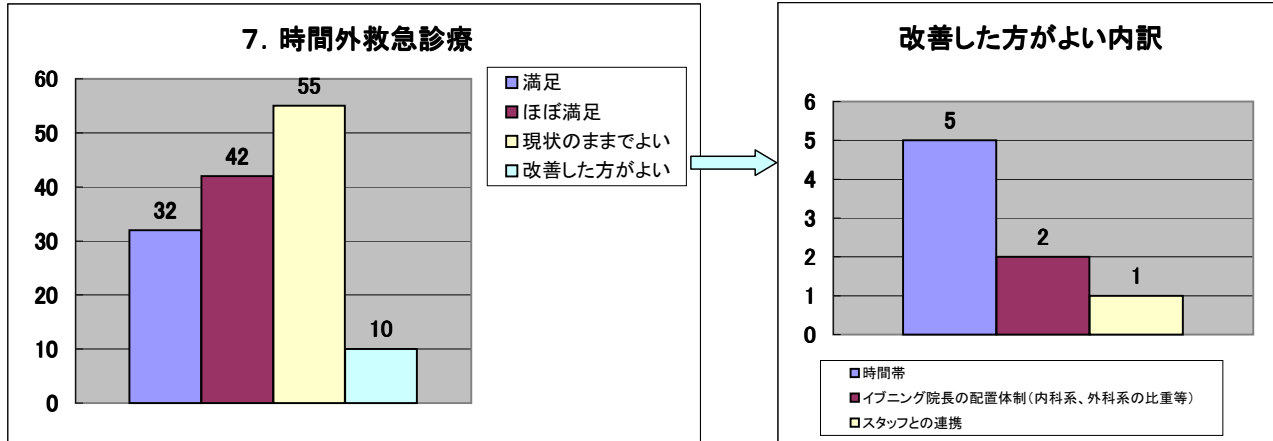 7. 時間外救急診療
60
50
40
30
20
10
0
32
42
55
10
満足
ほぼ満足
現状のままでよい
改善した方がよい
改善した方がよい内訳
6
5
4
3
2
1
0
5
2
1
時間帯
イブニング院長の配置体制(内科系、外科系の比重等)
スタッフとの連携